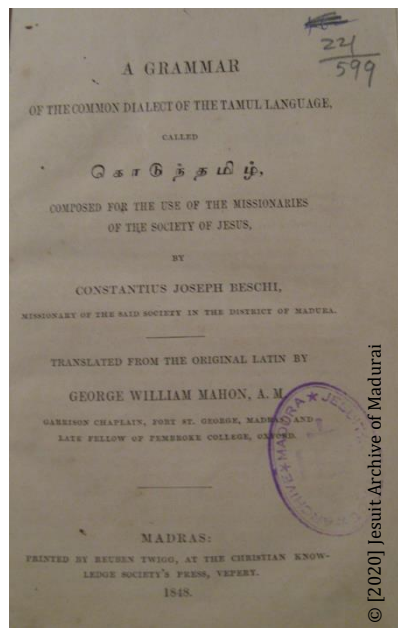 22/
599
A GRAMMAR
OF THE COMMON DIALECT OF THE TAMUL LANGUAGE,
CALLED
கொடுந்தமிழ்,
COMPOSED FOR THE USE OF THE MISSIONARIES
OF THE SOCIETY OF JESUS,
BY
CONSTANTIUS JOSEPH BESCHI,
MISSIONARY OF THE SAID SOCIETY IN THE DISTRICT OF MADURA.
TRANSLATED FROM THE ORIGINAL LATIN BY
GEORGE WILLIAM MAHON, A. M.
GARRISON CHAPLAIN, FORT ST. GEORGE, MADRAS AND
LATE FELLOW OF PEMBROKE COLLEGE, OXFORD.
ARCHIVE ★ MADURA ★ JESUIT
MADRAS:
PRINTED BY REUBEN TWIGG, AT THE CHRISTIAN KNOW-
LEDGE SOCIETY'S PRESS, VEPERY.
1848.
© [2020] Jesuit Archive of Madurai